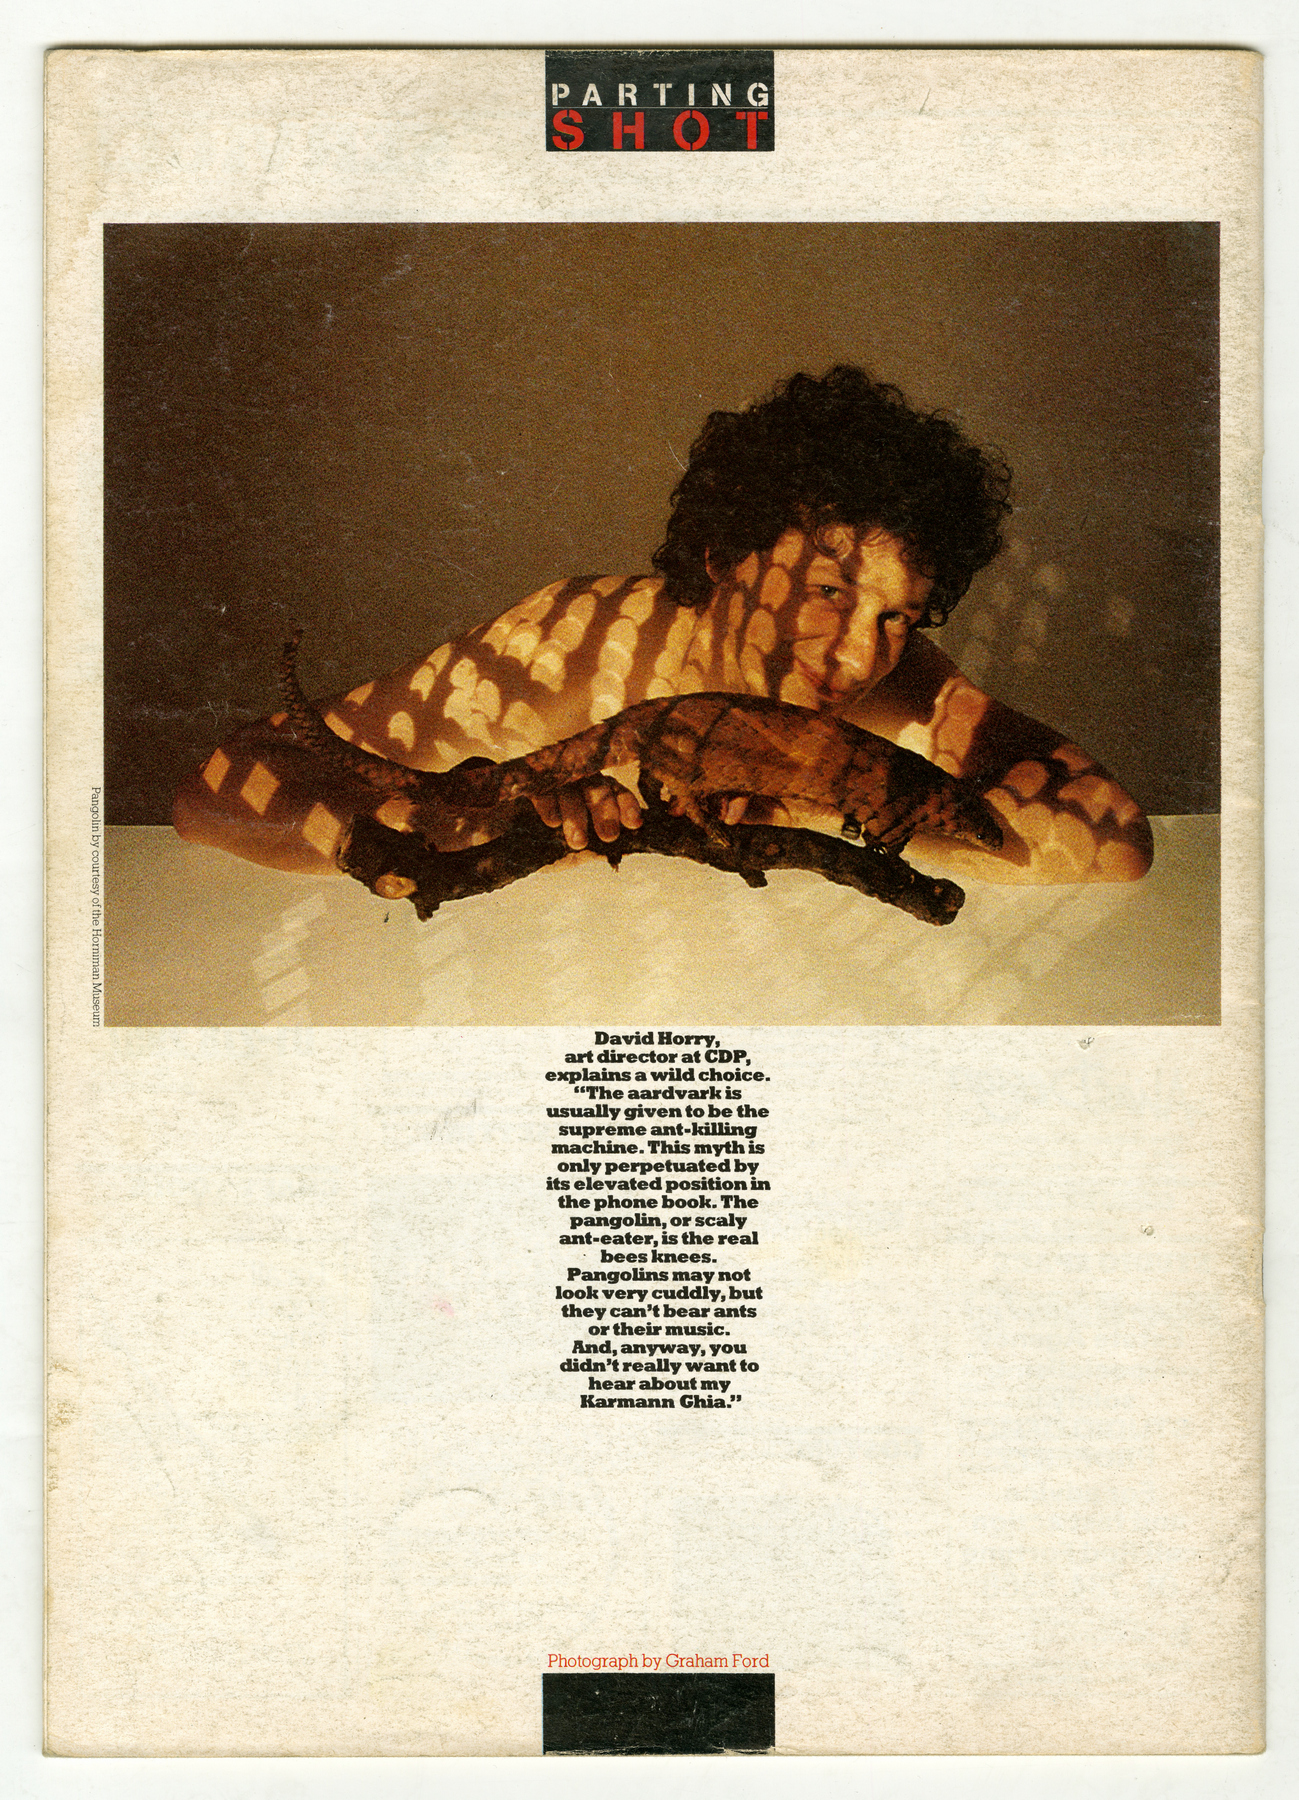 PARTING
SHOT
Pangolin by courtesy of the Horniman Museum
David Horry,
art director at CDP,
explains a wild choice.
“The aardvark is
usually given to be the
supreme ant-killing
machine. This myth is
only perpetuated by
its elevated position in
the phone book. The
pangolin, or scaly
ant-eater, is the real
bees knees.
Pangolins may not
look very cuddly, but
they can’t bear ants
or their music.
And, anyway, you
didn’t really want to
hear about my
Karmann Ghia.”
Photograph by Graham Ford